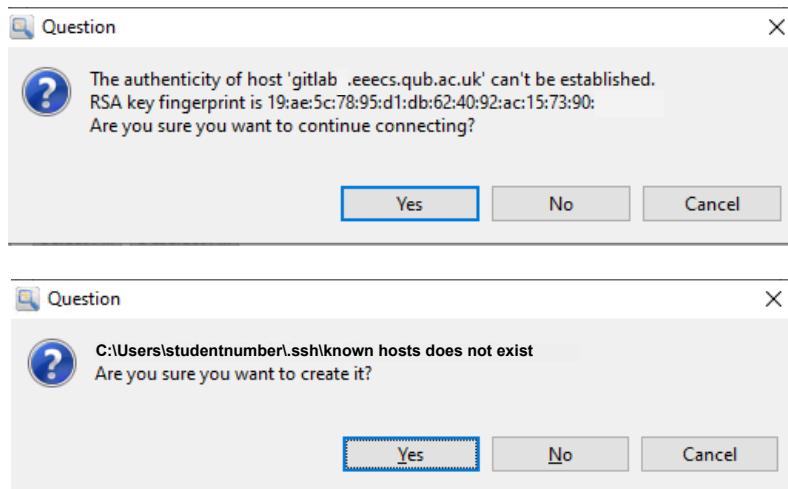 Question
The authenticity of host 'gitlab .eeecs.qub.ac.uk' can't be established.
RSA key fingerprint is 19:ae:5c:78:95:d1:db:62:40:92:ac:15:73:90:
Are you sure you want to continue connecting?
Yes No Cancel
Question
C:\Users\studentnumber\.ssh\known hosts does not exist
Are you sure you want to create it?
Yes No Cancel